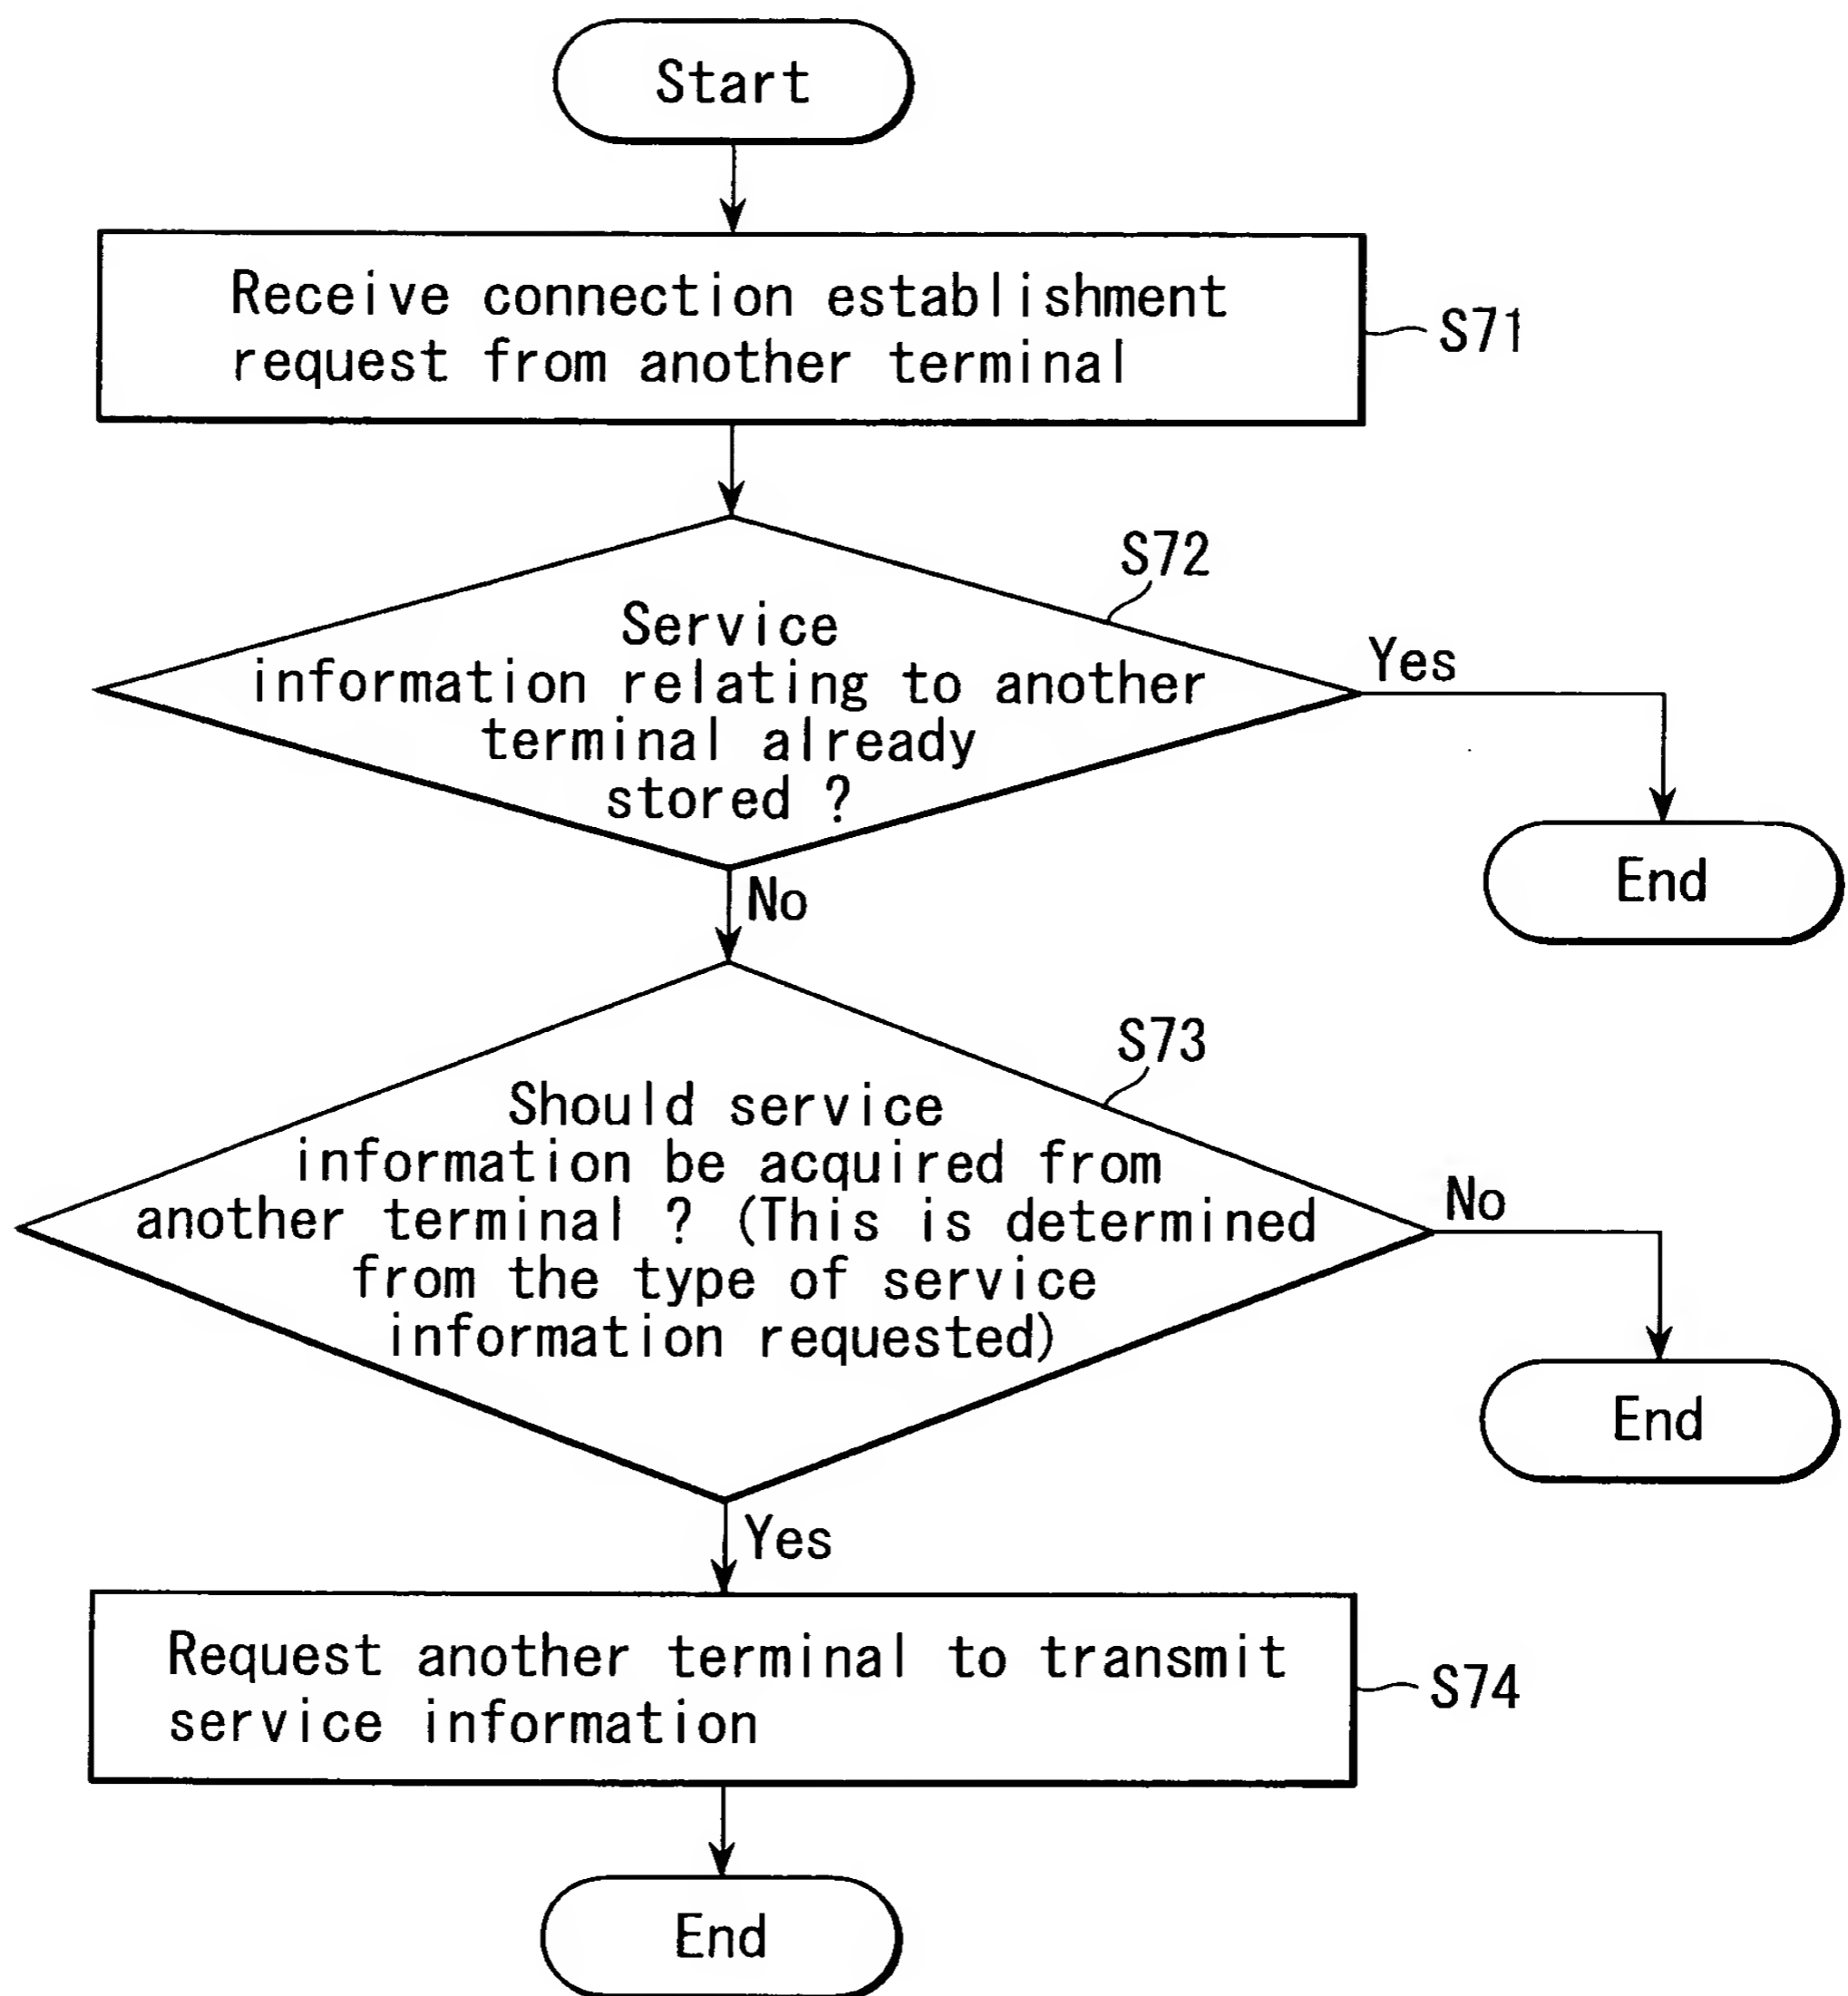 Start
Receive connection establishment
request from another terminal
S71
S72
Service
information relating to another
terminal already
stored ?
Yes
End
No
S73
Should service
information be acquired from
another terminal ? (This is determined
from the type of service
information requested)
No
End
Yes
Request another terminal to transmit
service information
S74
End